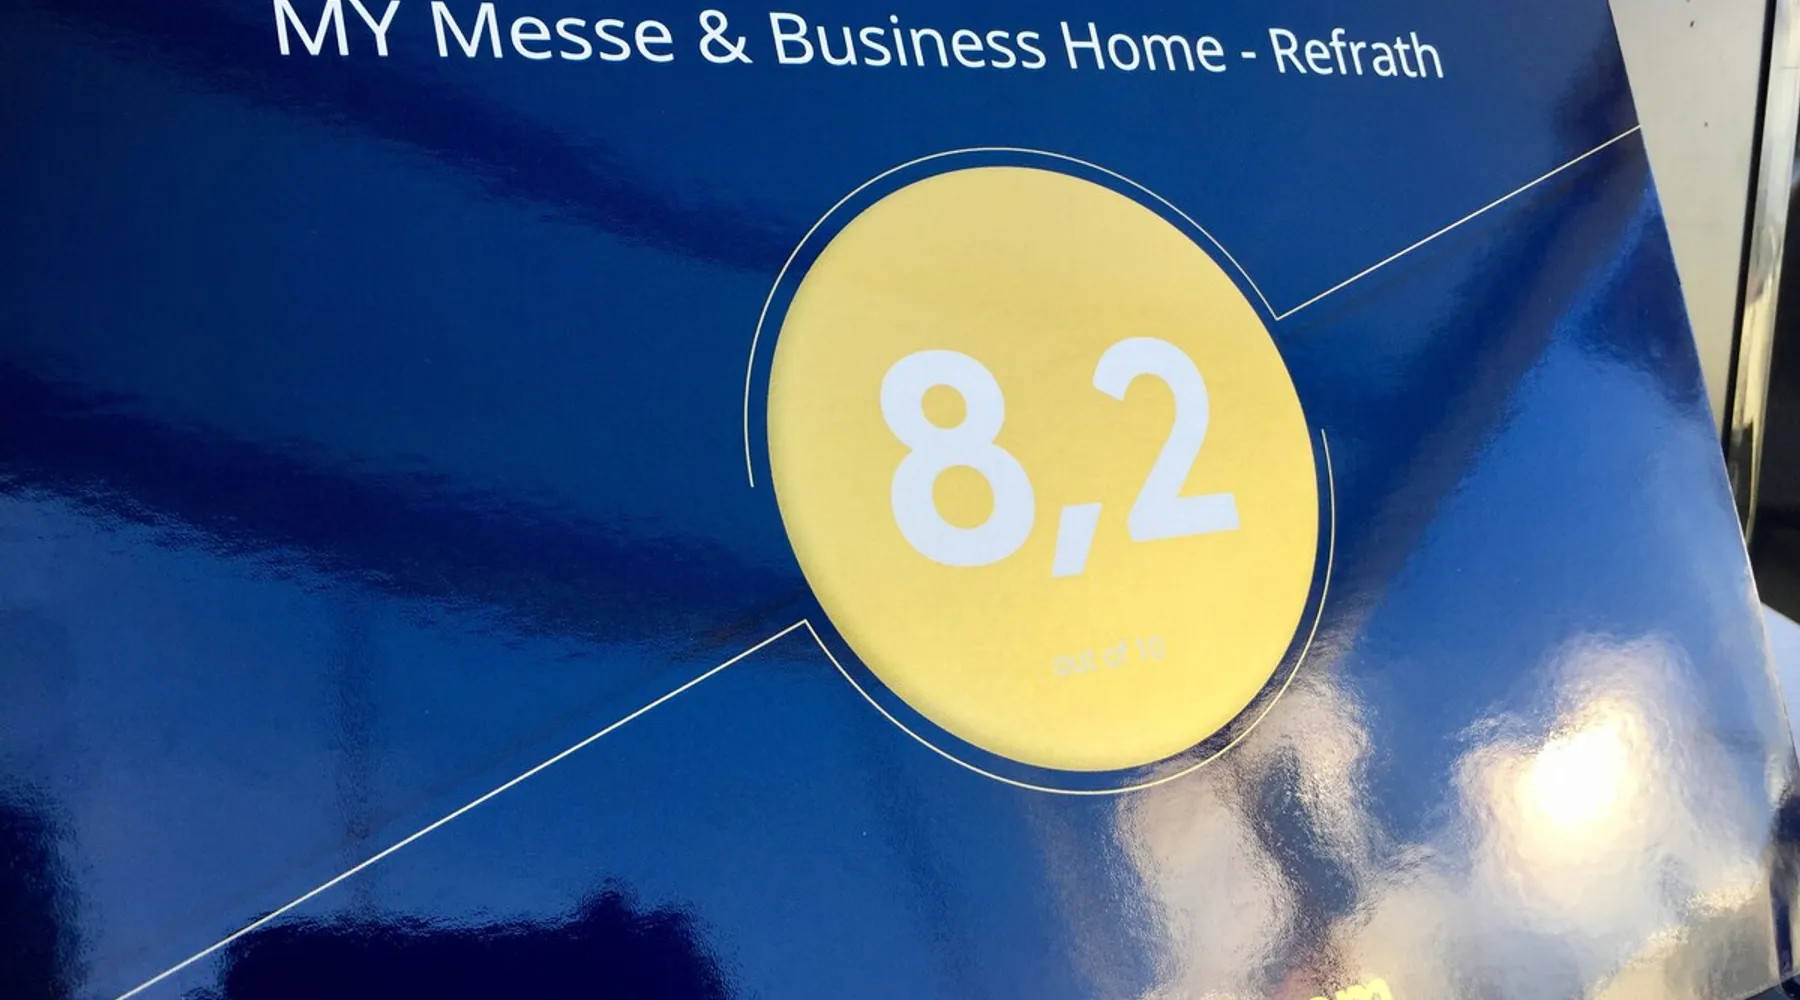 MY Messe & Business Home - Refrath
8,2
out of 10